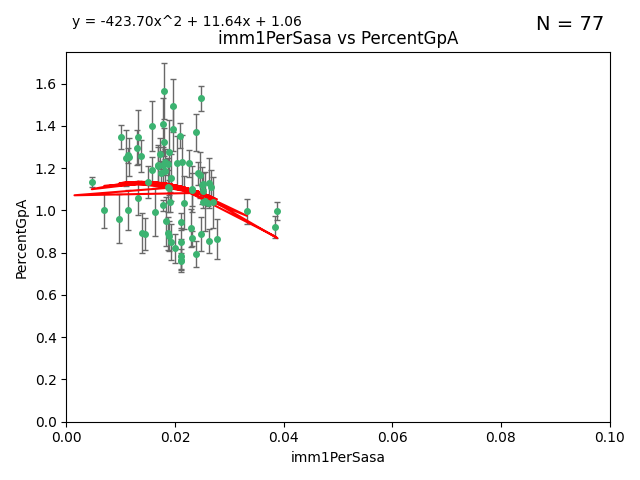 y = -423.70x^2 + 11.64x + 1.06
N = 77
imm1PerSasa vs PercentGpA
PercentGpA
1.6
1.4
1.2
1.0
0.8
0.6
0.4
0.2
0.0
0.00 0.02 0.04 0.06 0.08 0.10
imm1PerSasa